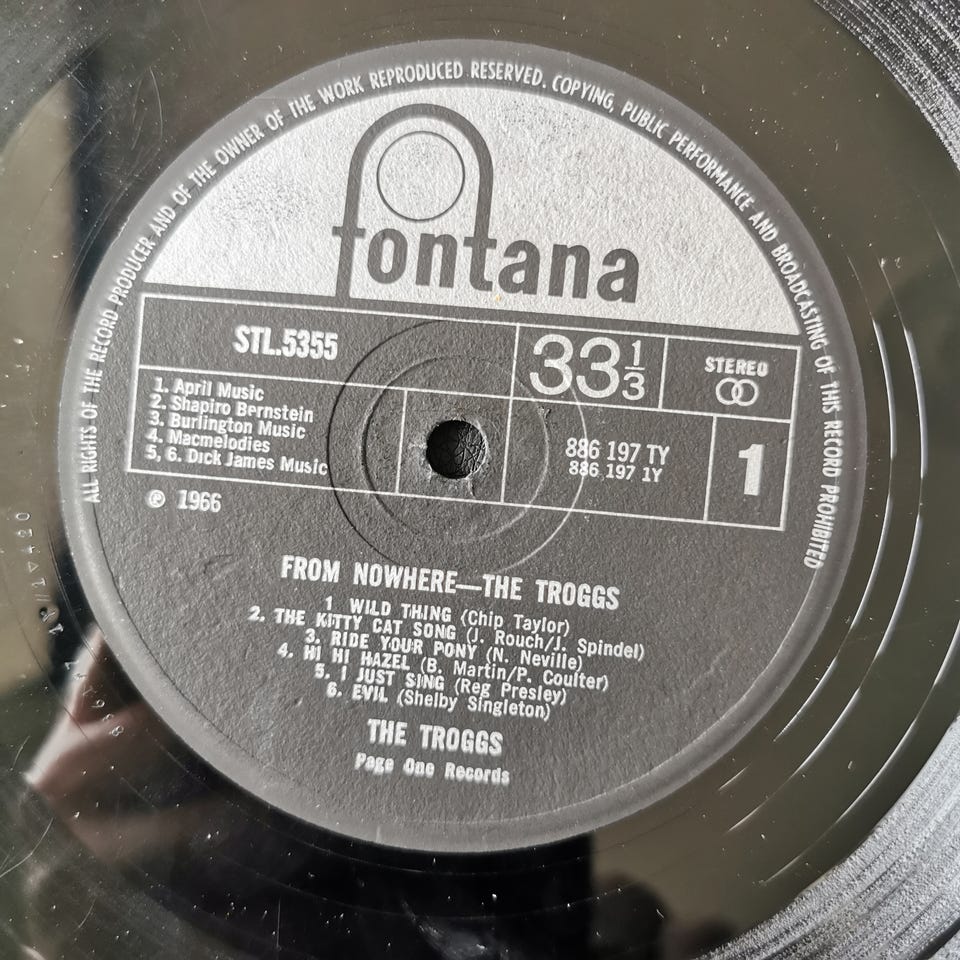 ALL RIGHTS OF THE RECORD PRODUCER AND OF THE OWNER OF THE WORK REPRODUCED RESERVED. COPYING, PUBLIC PERFORMANCE AND BROADCASTING OF THIS RECORD PROHIBITED
fontana
STL.5355
33 1/3
STEREO
1. April Music
2. Shapiro Bernstein
3. Burlington Music
4. Macmelodies
5, 6. Dick James Music
886 197 TY
886 197 1Y
1
℗ 1966
FROM NOWHERE—THE TROGGS
1 WILD THING (Chip Taylor)
2. THE KITTY CAT SONG (J. Rouch/J. Spindel)
3. RIDE YOUR PONY (N. Neville)
4. HI HI HAZEL (B. Martin/P. Coulter)
5. I JUST SING (Reg Presley)
6. EVIL (Shelby Singleton)
THE TROGGS
Page One Records